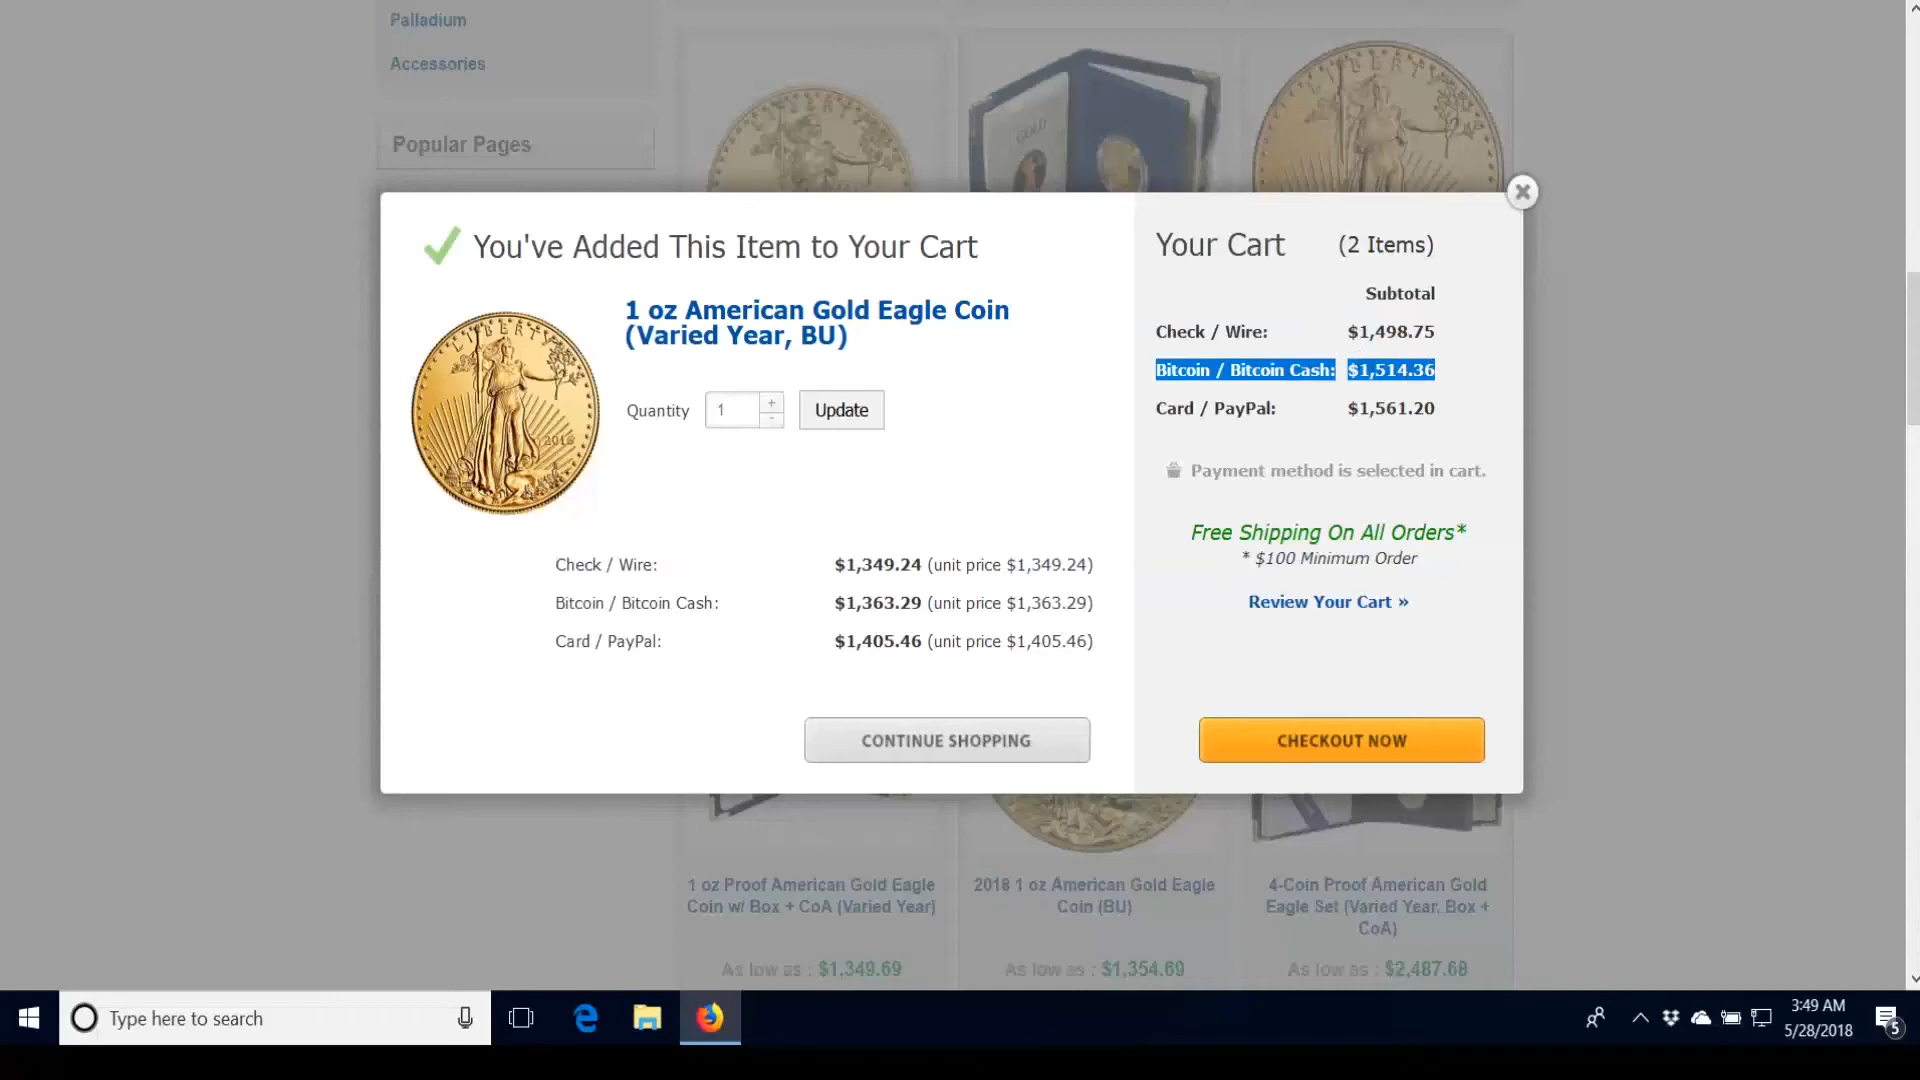 Palladium
Accessories
Popular Pages
LIBERTY
GOLD
LIBERTY
You've Added This Item to Your Cart
1 oz American Gold Eagle Coin
(Varied Year, BU)
LIBERTY
Quantity 1 + - Update
Check / Wire: $1,349.24 (unit price $1,349.24)
Bitcoin / Bitcoin Cash: $1,363.29 (unit price $1,363.29)
Card / PayPal: $1,405.46 (unit price $1,405.46)
CONTINUE SHOPPING
Your Cart (2 Items)
Subtotal
Check / Wire: $1,498.75
Bitcoin / Bitcoin Cash: $1,514.36
Card / PayPal: $1,561.20
Payment method is selected in cart.
Free Shipping On All Orders*
* $100 Minimum Order
Review Your Cart »
CHECKOUT NOW
1 oz Proof American Gold Eagle
Coin w/ Box + CoA (Varied Year)
As low as : $1,349.69
2018 1 oz American Gold Eagle
Coin (BU)
As low as : $1,354.69
4-Coin Proof American Gold
Eagle Set (Varied Year, Box +
CoA)
As low as : $2,487.68
Type here to search
3:49 AM
5/28/2018
5